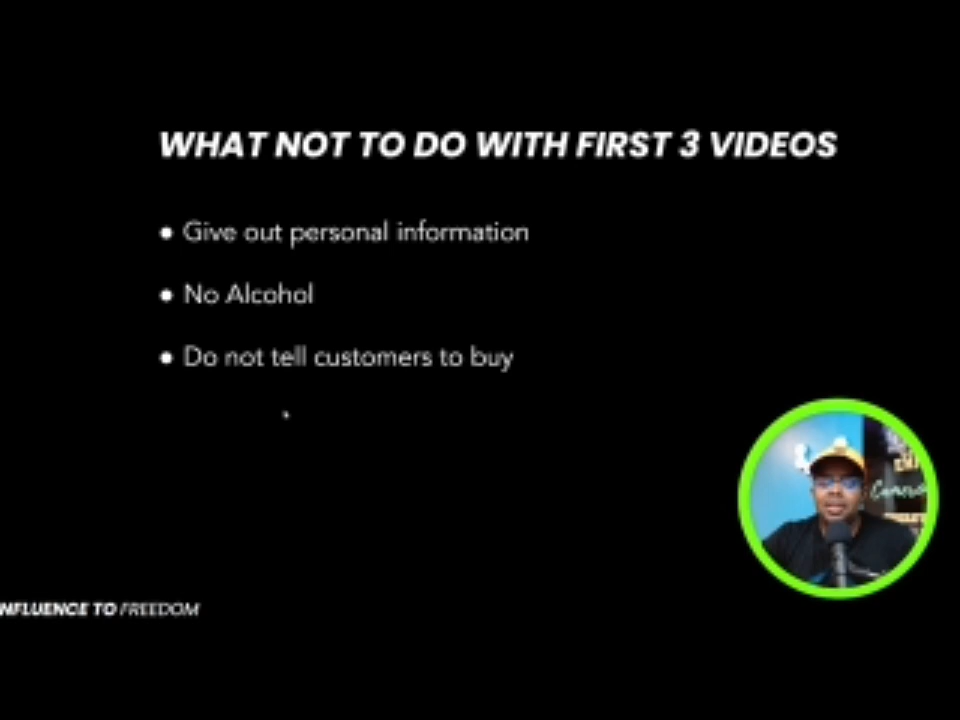 WHAT NOT TO DO WITH FIRST 3 VIDEOS
● Give out personal information
● No Alcohol
● Do not tell customers to buy
NFLUENCE TO FREEDOM